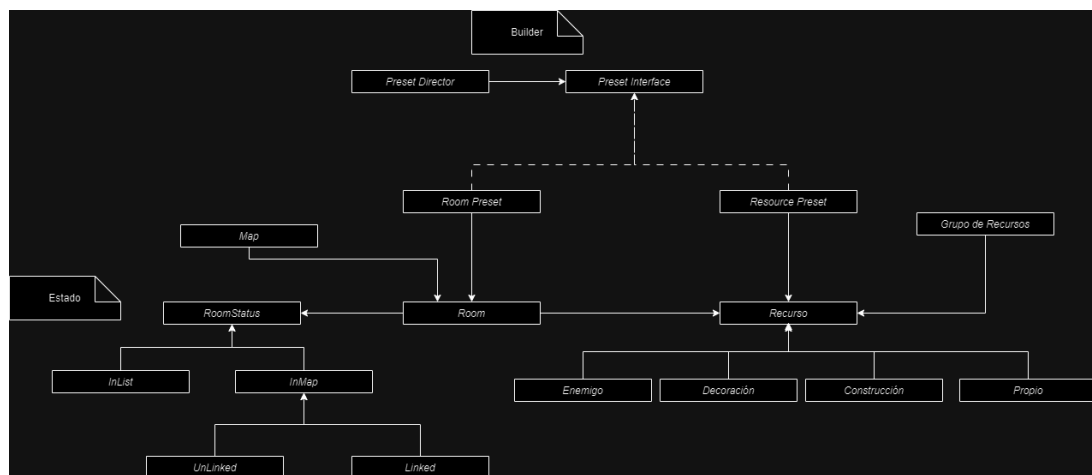 Builder
Preset Director
Preset Interface
Room Preset
Resource Preset
Grupo de Recursos
Map
Estado
RoomStatus
Room
Recurso
InList
InMap
Enemigo
Decoración
Construcción
Propio
UnLinked
Linked